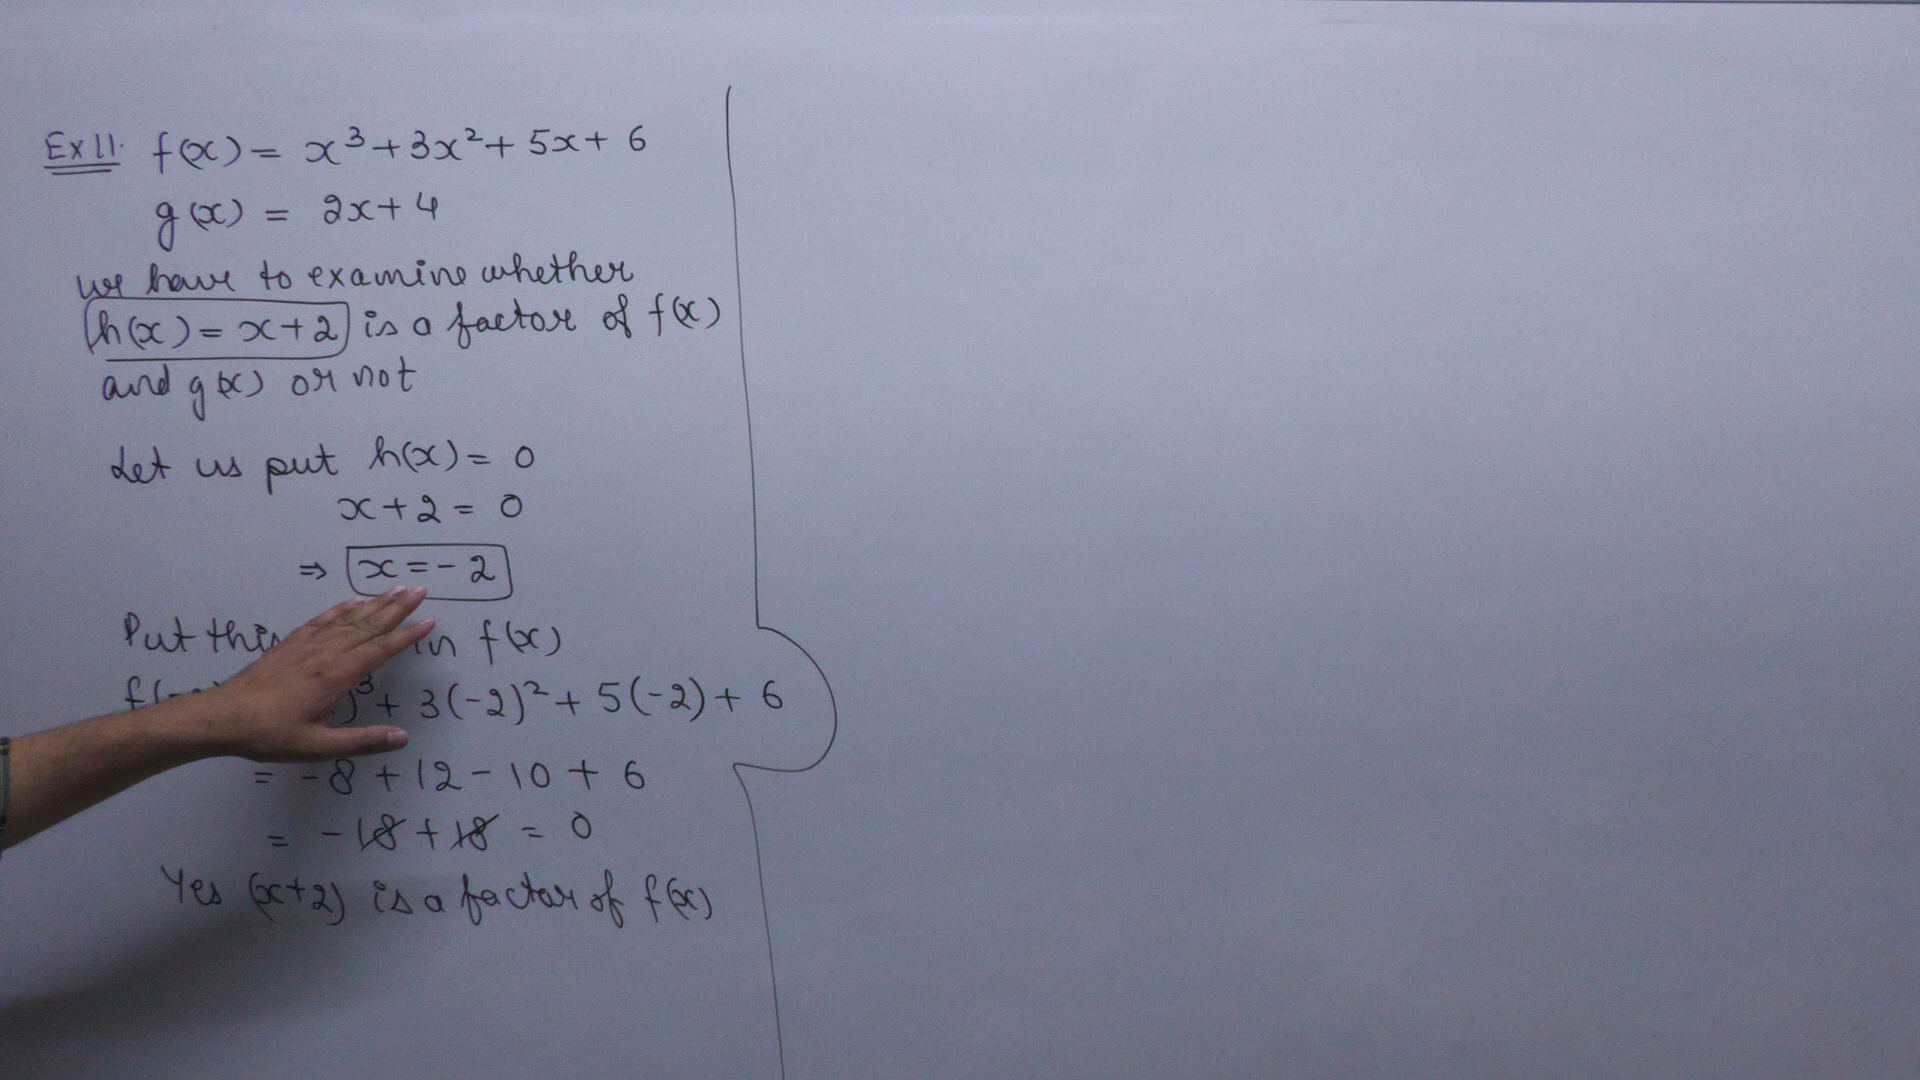 Ex 11. f(x) = x³ + 3x² + 5x + 6
g(x) = 2x + 4
we have to examine whether
h(x) = x + 2 is a factor of f(x)
and g(x) or not
Let us put h(x) = 0
x + 2 = 0
⇒ x = - 2
Put this in f(x)
)³ + 3(-2)² + 5(-2) + 6
= -8 + 12 - 10 + 6
= -18 + 18 = 0
Yes (x+2) is a factor of f(x)